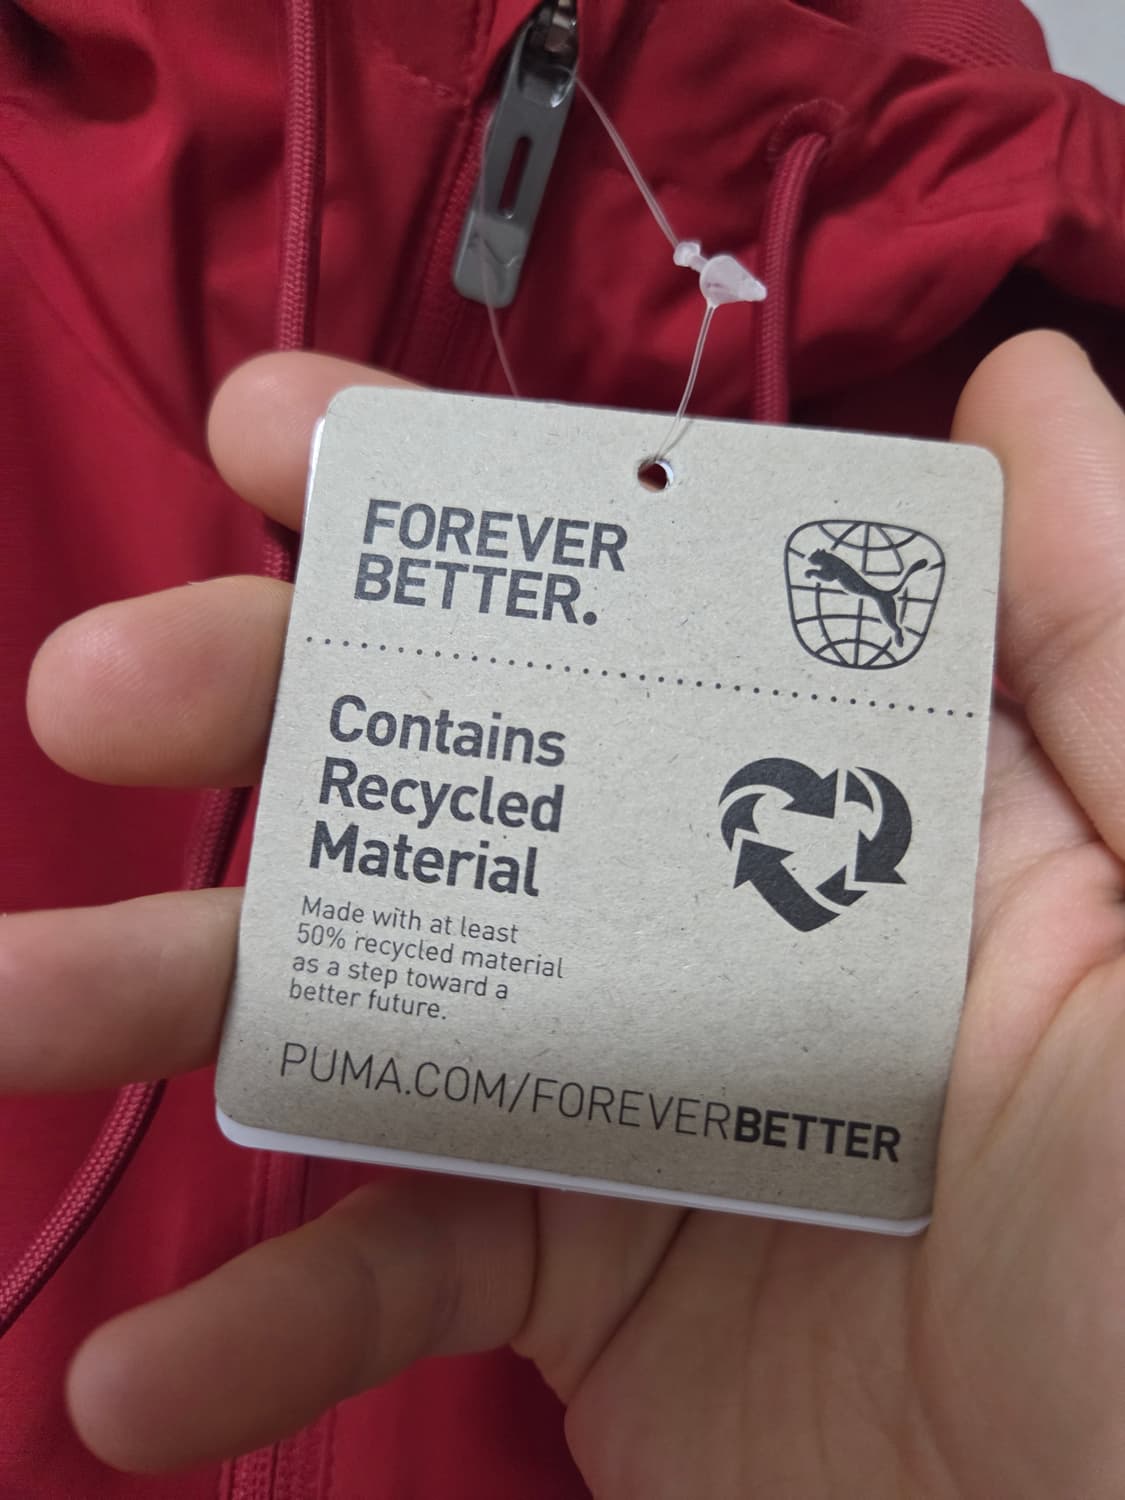 FOREVER
BETTER.
Contains
Recycled
Material
Made with at least
50% recycled material
as a step toward a
better future.
PUMA.COM/FOREVERBETTER